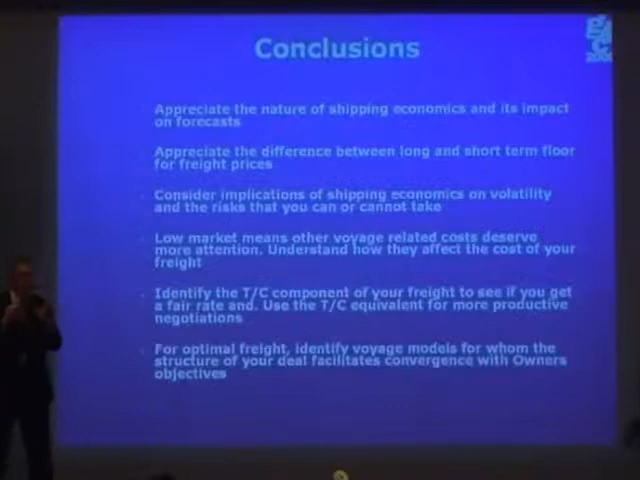 Conclusions
Appreciate the nature of shipping economics and its impact
on forecasts
Appreciate the difference between long and short term floor
for freight prices
Consider implications of shipping economics on volatility
and the risks that you can or cannot take
Low market means other voyage related costs deserve
more attention. Understand how they affect the cost of your
freight
Identify the T/C component of your freight to see if you get
a fair rate and. Use the T/C equivalent for more productive
negotiations
For optimal freight, identify voyage models for whom the
structure of your deal facilitates convergence with Owners
objectives